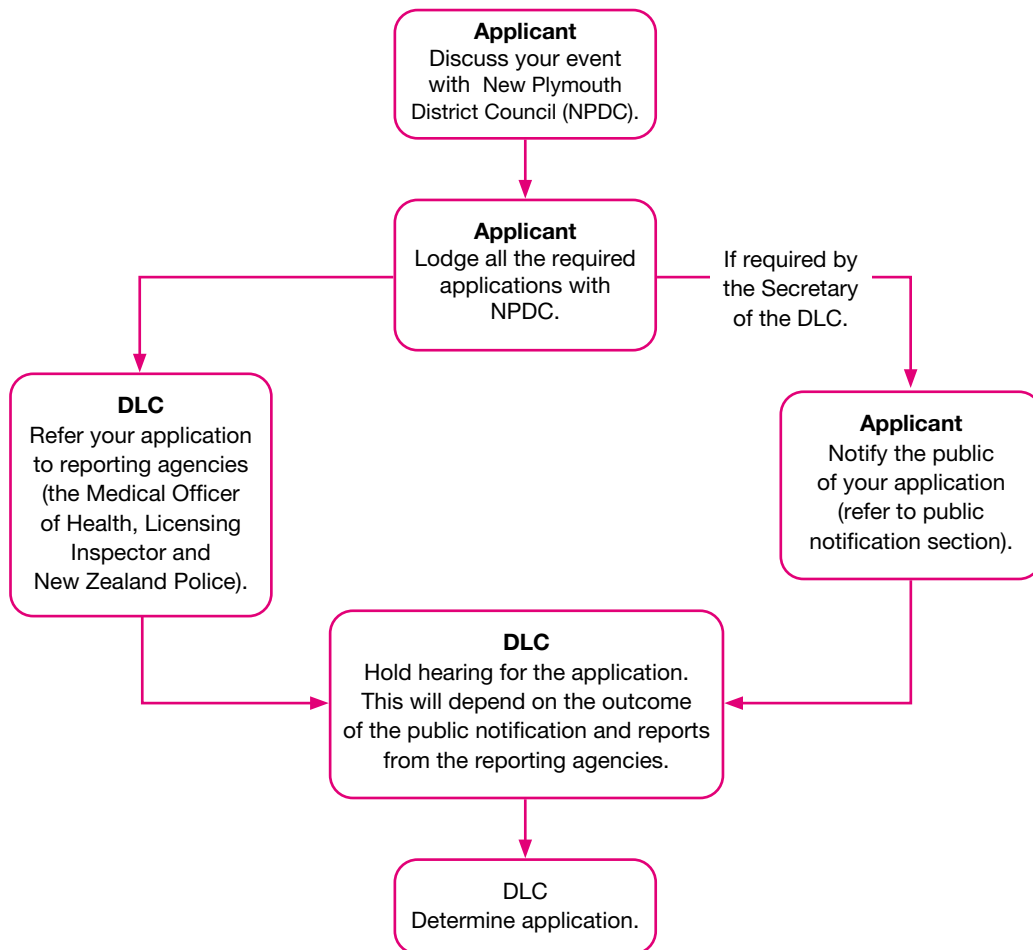 Applicant
Discuss your event
with New Plymouth
District Council (NPDC).
Applicant
Lodge all the required
applications with
NPDC.
If required by
the Secretary
of the DLC.
DLC
Refer your application
to reporting agencies
(the Medical Officer
of Health, Licensing
Inspector and
New Zealand Police).
Applicant
Notify the public
of your application
(refer to public
notification section).
DLC
Hold hearing for the application.
This will depend on the outcome
of the public notification and reports
from the reporting agencies.
DLC
Determine application.